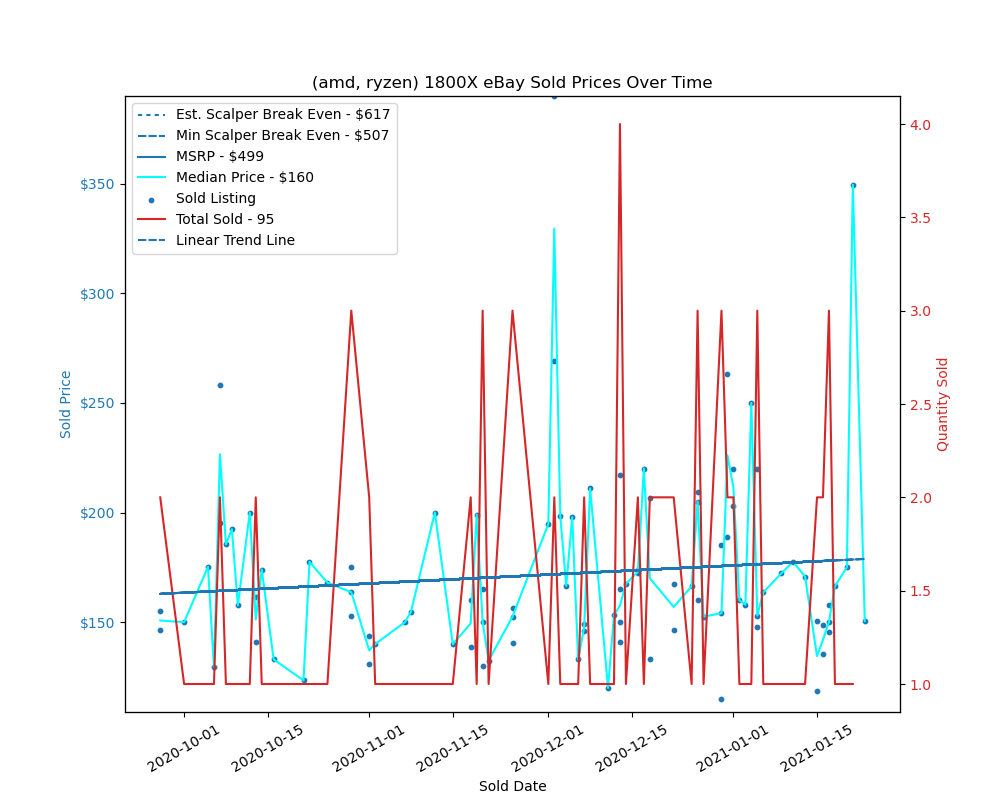 (amd, ryzen) 1800X eBay Sold Prices Over Time
Est. Scalper Break Even - $617
Min Scalper Break Even - $507
MSRP - $499
Median Price - $160
Sold Listing
Total Sold - 95
Linear Trend Line
$350
$300
$250
$200
$150
Sold Price
4.0
3.5
3.0
2.5
2.0
1.5
1.0
Quantity Sold
2020-10-01
2020-10-15
2020-11-01
2020-11-15
2020-12-01
2020-12-15
2021-01-01
2021-01-15
Sold Date